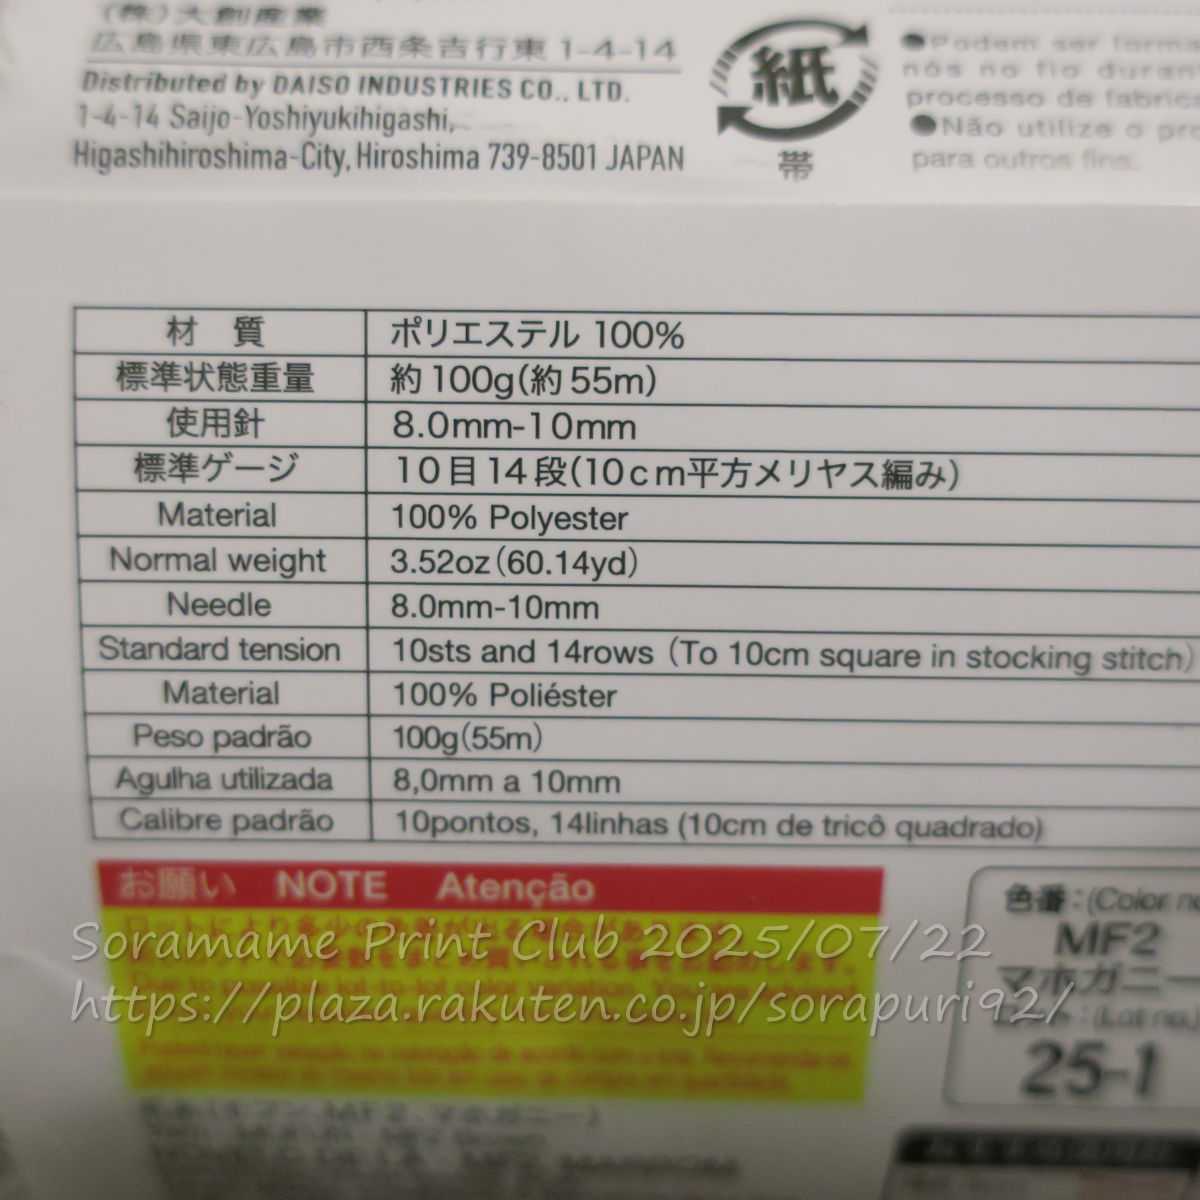 (株)大創産業
広島県東広島市西条吉行東 1-4-14
Distributed by DAISO INDUSTRIES CO., LTD.
1-4-14 Saijo-Yoshiyukihigashi,
Higashihiroshima-City, Hiroshima 739-8501 JAPAN
紙
帯
●Podem ser forma
nós no fio duran
processo de fabric
●Não utilize o pr
para outros fins.
材 質 ポリエステル 100%
標準状態重量 約100g(約55m)
使用針 8.0mm-10mm
標準ゲージ 10目14段(10cm平方メリヤス編み)
Material 100% Polyester
Normal weight 3.52oz(60.14yd)
Needle 8.0mm-10mm
Standard tension 10sts and 14rows (To 10cm square in stocking stitch)
Material 100% Poliéster
Peso padrão 100g(55m)
Agulha utilizada 8,0mm a 10mm
Calibre padrão 10pontos, 14linhas (10cm de tricô quadrado)
お願い NOTE Atenção
Soramame Print Club 2025/07/22
https://plaza.rakuten.co.jp/sorapuri92/
色番:(Color no
MF2
マホガニー
(Lot no.)
25-1